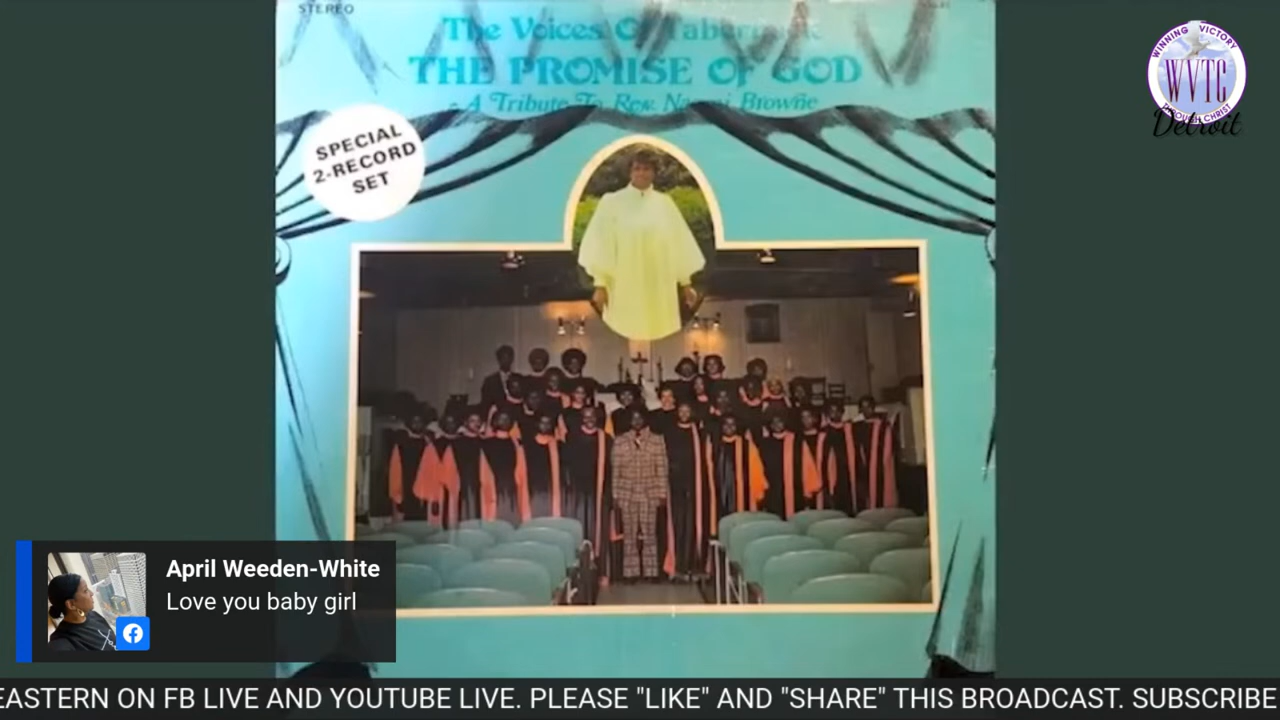 STEREO
The Voices Of Tabernacle
THE PROMISE OF GOD
A Tribute To Rev. Naomi Browne
SPECIAL
2-RECORD
SET
WINNING VICTORY
WVTC
THROUGH CHRIST
Detroit
April Weeden-White
Love you baby girl
EASTERN ON FB LIVE AND YOUTUBE LIVE. PLEASE "LIKE" AND "SHARE" THIS BROADCAST. SUBSCRIBE